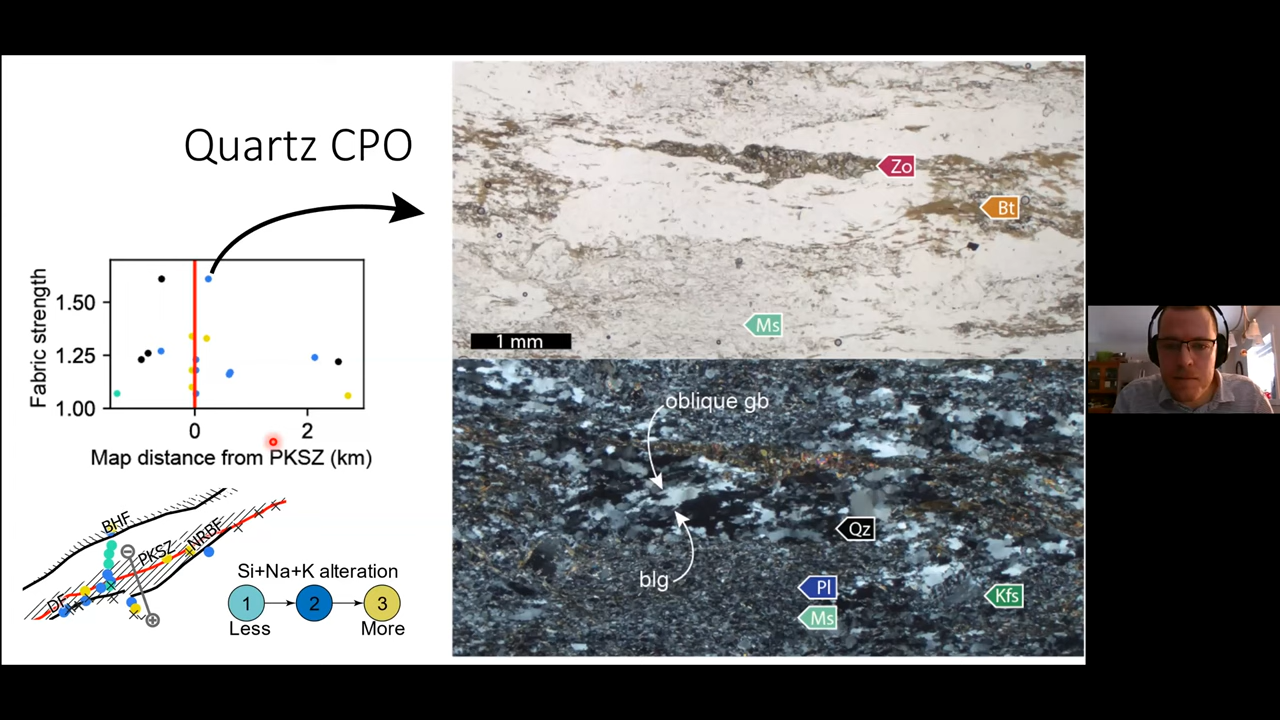 Quartz CPO
Fabric strength
1.50
1.25
1.00
0
2
Map distance from PKSZ (km)
BHF
PKSZ
NRBF
DF
Si+Na+K alteration
1
2
3
Less
More
Zo
Bt
Ms
1 mm
oblique gb
Qz
blg
Pl
Kfs
Ms